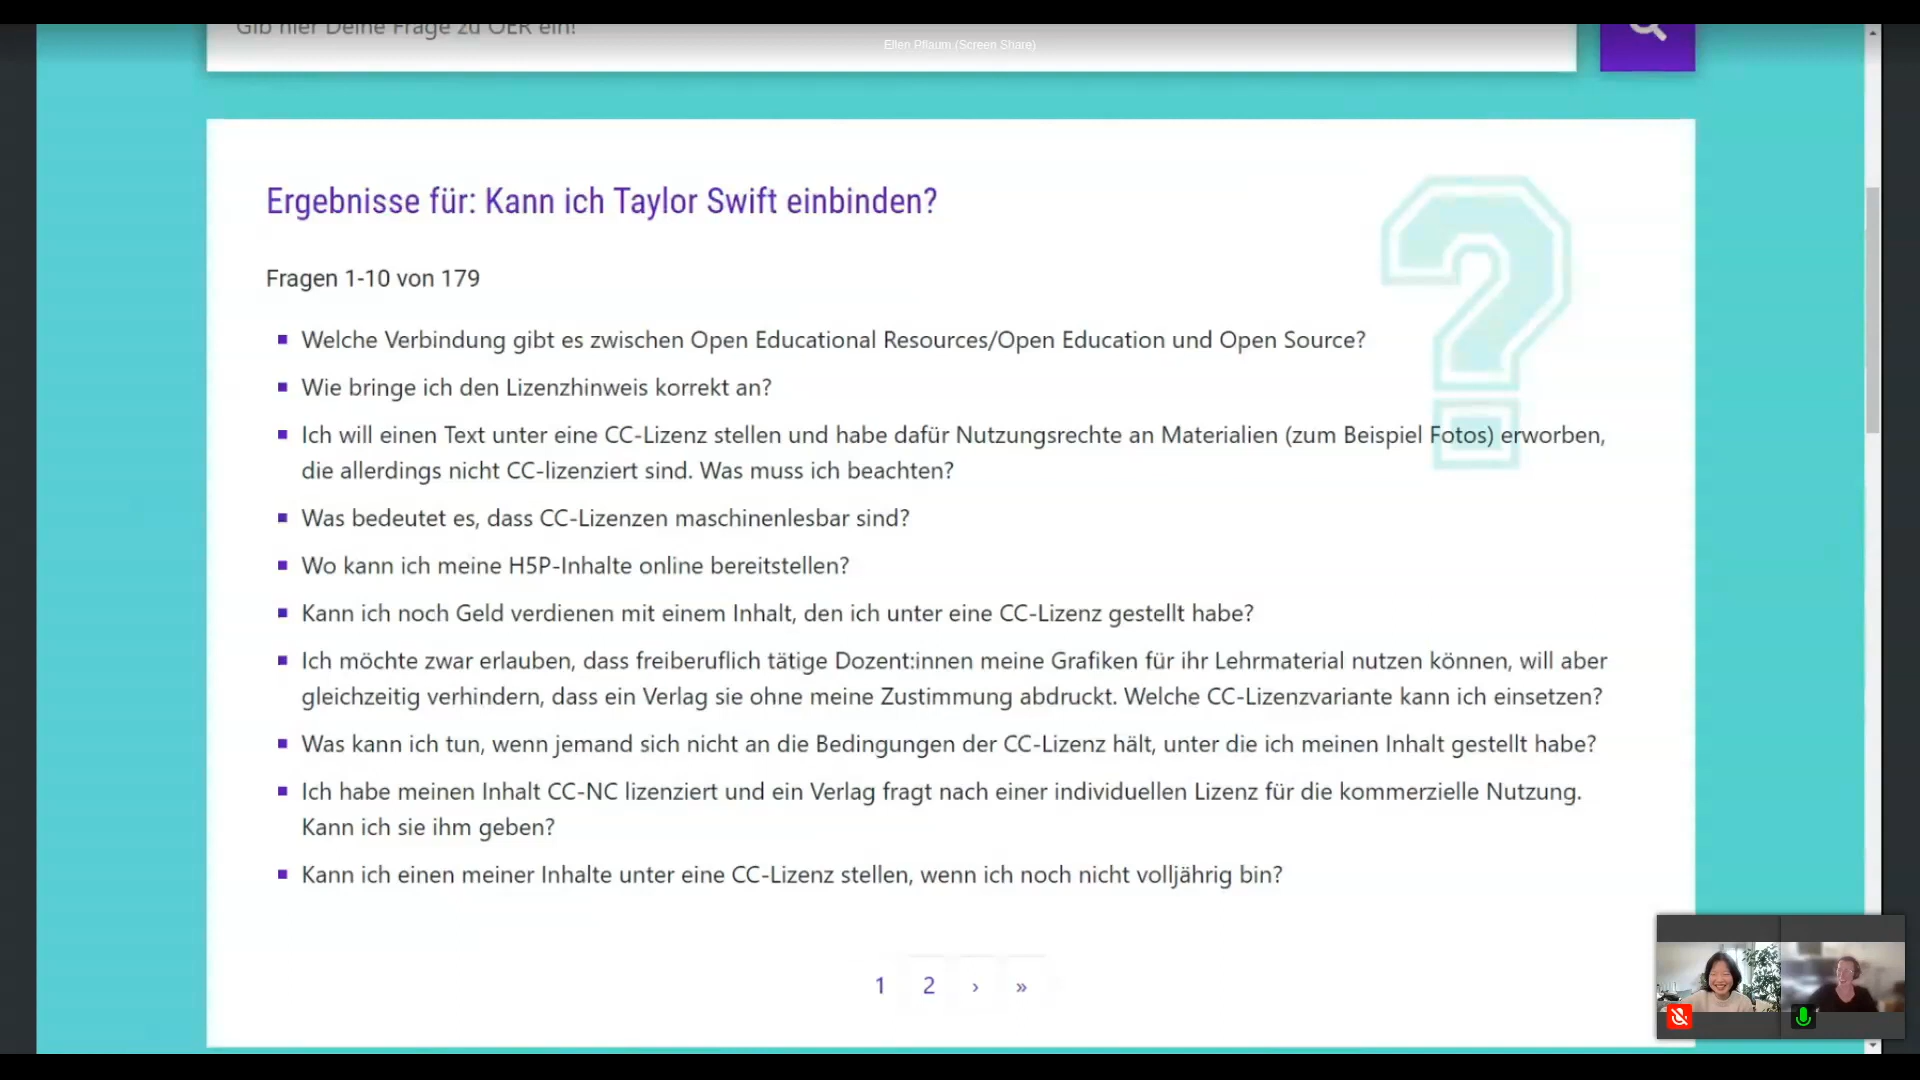 Gib hier Deine Frage zu OER ein!
Ellen Pflaum (Screen Share)
Ergebnisse für: Kann ich Taylor Swift einbinden?
Fragen 1-10 von 179
Welche Verbindung gibt es zwischen Open Educational Resources/Open Education und Open Source?
Wie bringe ich den Lizenzhinweis korrekt an?
Ich will einen Text unter eine CC-Lizenz stellen und habe dafür Nutzungsrechte an Materialien (zum Beispiel Fotos) erworben,
die allerdings nicht CC-lizenziert sind. Was muss ich beachten?
Was bedeutet es, dass CC-Lizenzen maschinenlesbar sind?
Wo kann ich meine H5P-Inhalte online bereitstellen?
Kann ich noch Geld verdienen mit einem Inhalt, den ich unter eine CC-Lizenz gestellt habe?
Ich möchte zwar erlauben, dass freiberuflich tätige Dozent:innen meine Grafiken für ihr Lehrmaterial nutzen können, will aber
gleichzeitig verhindern, dass ein Verlag sie ohne meine Zustimmung abdruckt. Welche CC-Lizenzvariante kann ich einsetzen?
Was kann ich tun, wenn jemand sich nicht an die Bedingungen der CC-Lizenz hält, unter die ich meinen Inhalt gestellt habe?
Ich habe meinen Inhalt CC-NC lizenziert und ein Verlag fragt nach einer individuellen Lizenz für die kommerzielle Nutzung.
Kann ich sie ihm geben?
Kann ich einen meiner Inhalte unter eine CC-Lizenz stellen, wenn ich noch nicht volljährig bin?
1 2 › »